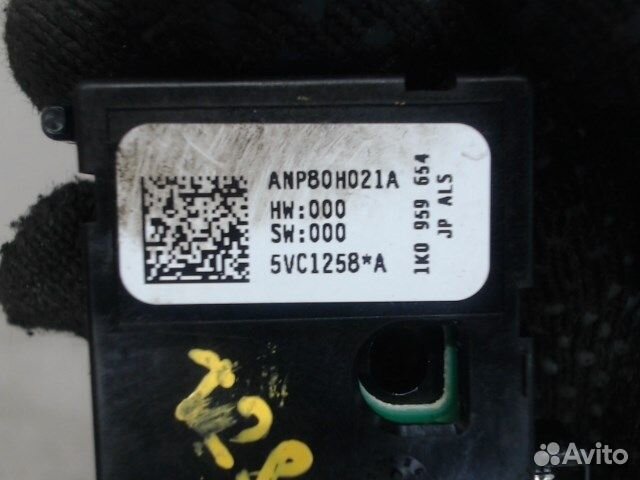 ANP80H021A
HW:000
SW:000
5VC1258*A
1K0 959 654
JP ALS
Avito